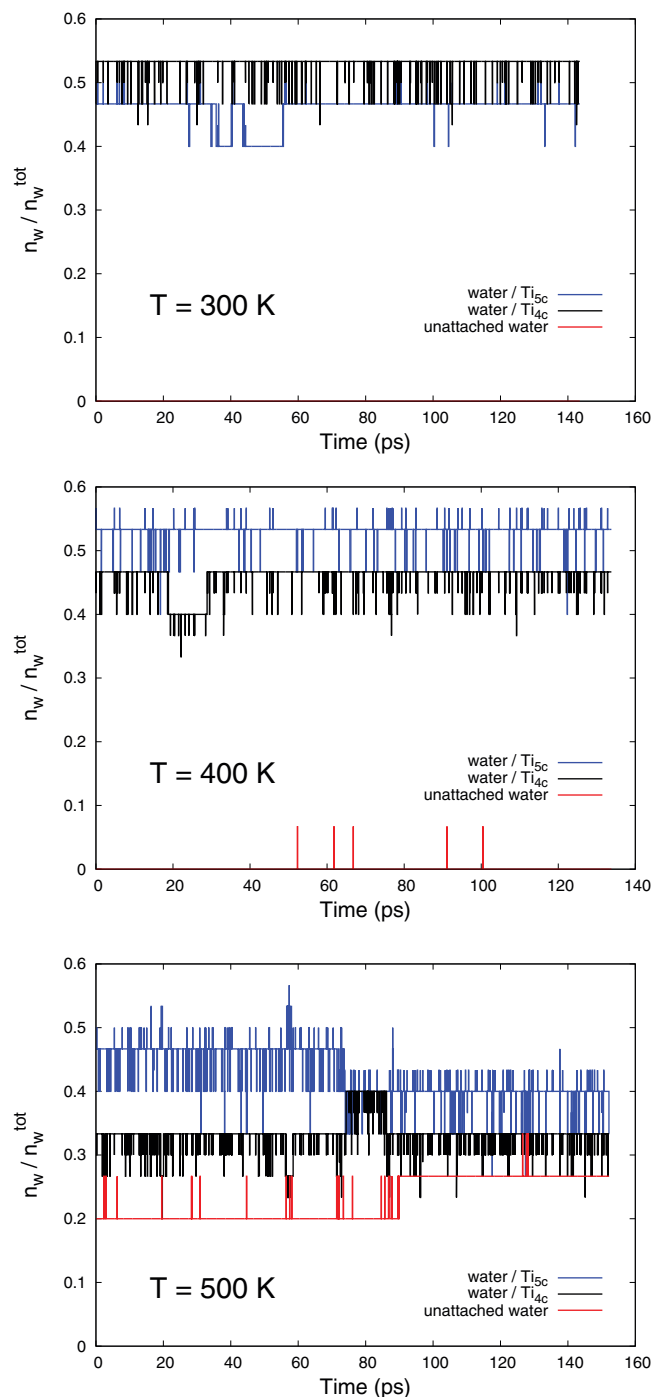 0.6
0.5
0.4
0.3
0.2
0.1
0
n_w / n_w^tot
T = 300 K
water / Ti_5c
water / Ti_4c
unattached water
0 20 40 60 80 100 120 140 160
Time (ps)
0.6
0.5
0.4
0.3
0.2
0.1
0
n_w / n_w^tot
T = 400 K
water / Ti_5c
water / Ti_4c
unattached water
0 20 40 60 80 100 120 140
Time (ps)
0.6
0.5
0.4
0.3
0.2
0.1
0
n_w / n_w^tot
T = 500 K
water / Ti_5c
water / Ti_4c
unattached water
0 20 40 60 80 100 120 140 160
Time (ps)